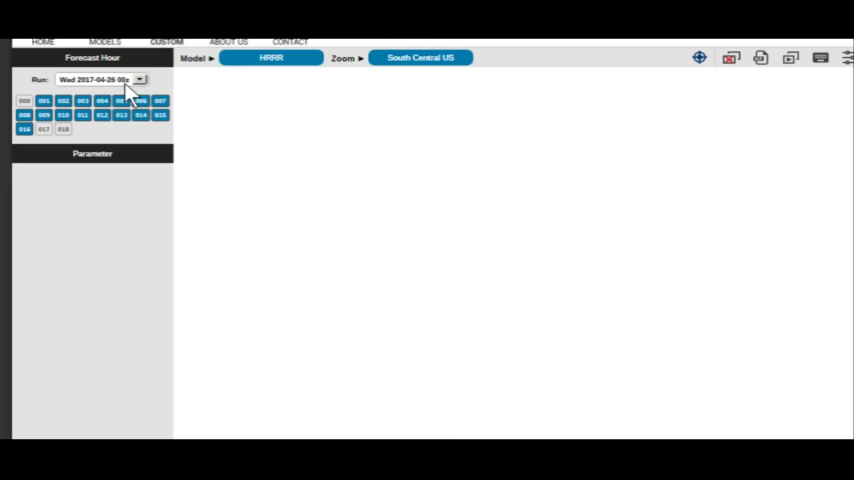 HOME MODELS CUSTOM ABOUT US CONTACT
Forecast Hour Model ▶ HRRR Zoom ▶ South Central US
Run: Wed 2017-04-26 00z
000 001 002 003 004 006 007
008 009 010 011 012 013 014 015
016 017 018
Parameter